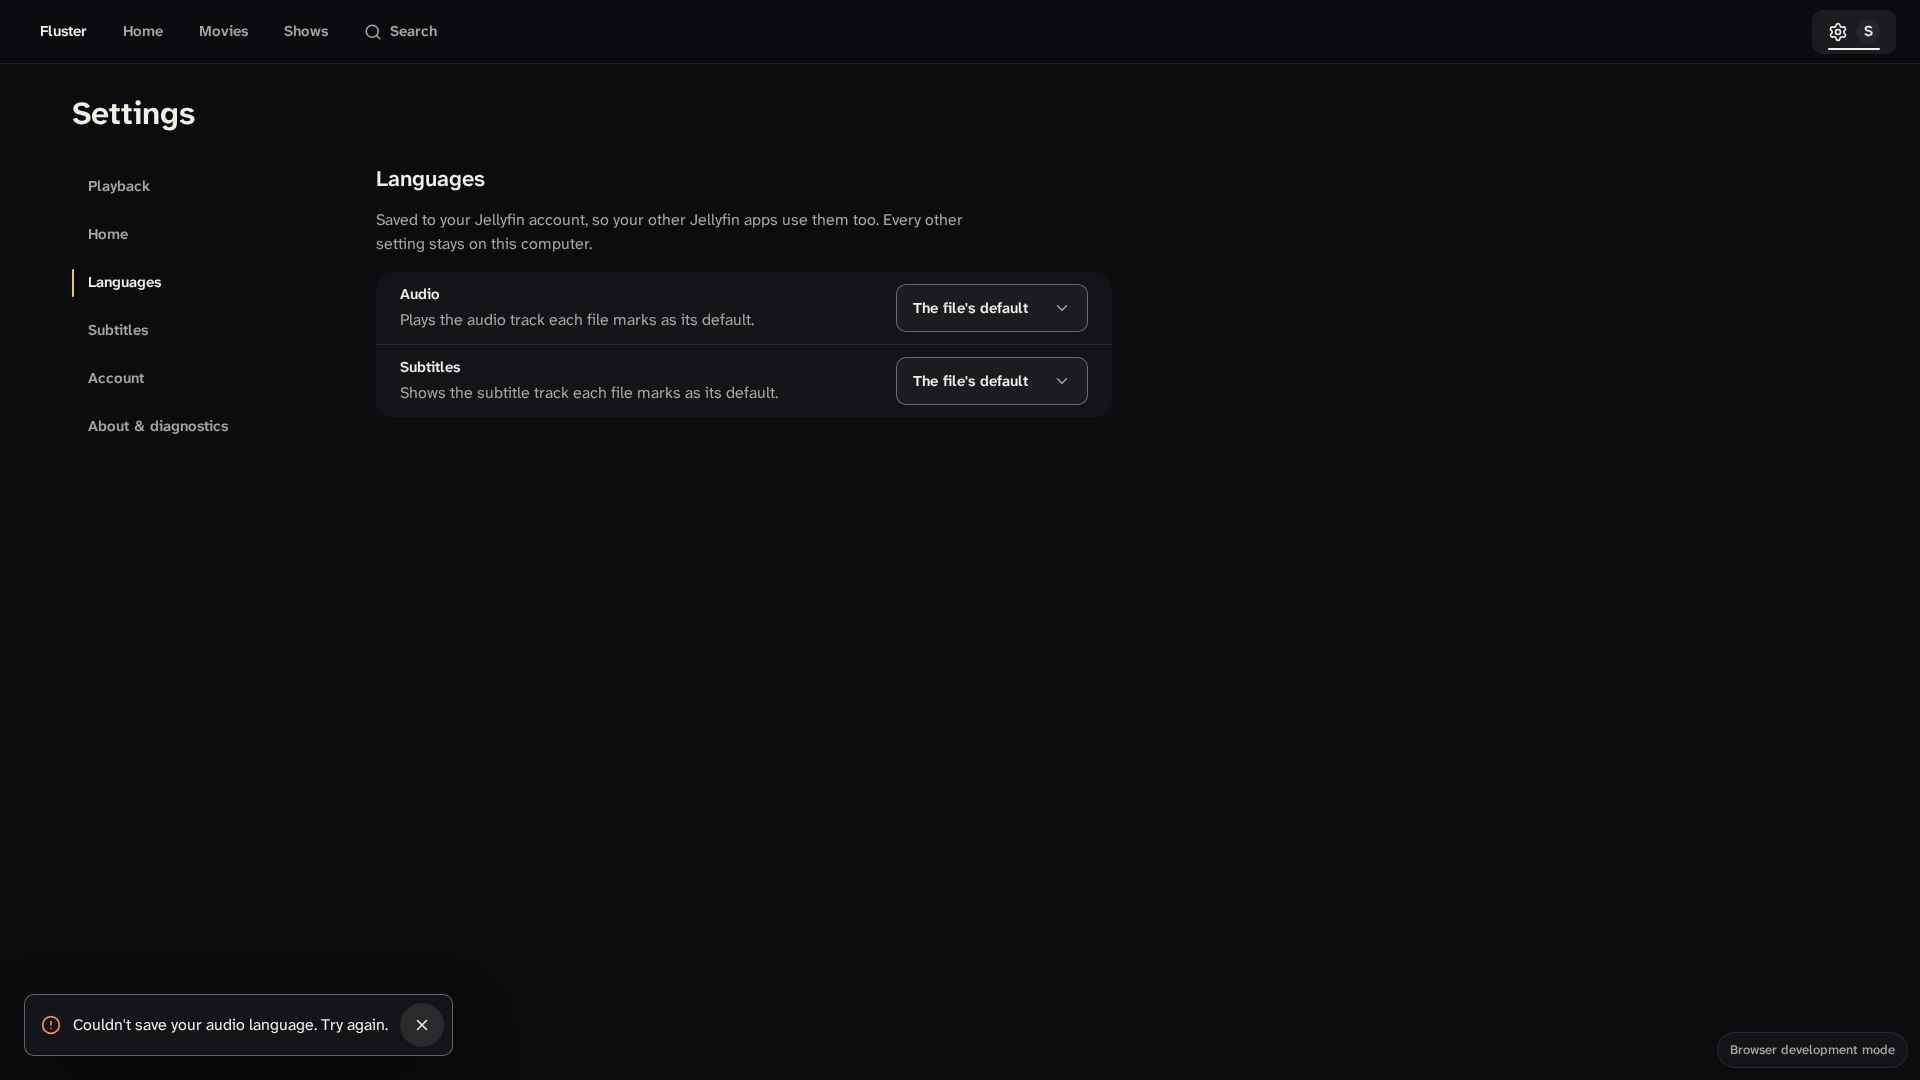 Fluster
Home
Movies
Shows
Search
S
Settings
Playback
Home
Languages
Subtitles
Account
About & diagnostics
Languages
Saved to your Jellyfin account, so your other Jellyfin apps use them too. Every other
setting stays on this computer.
Audio
Plays the audio track each file marks as its default.
The file's default
Subtitles
Shows the subtitle track each file marks as its default.
The file's default
Couldn't save your audio language. Try again.
Browser development mode